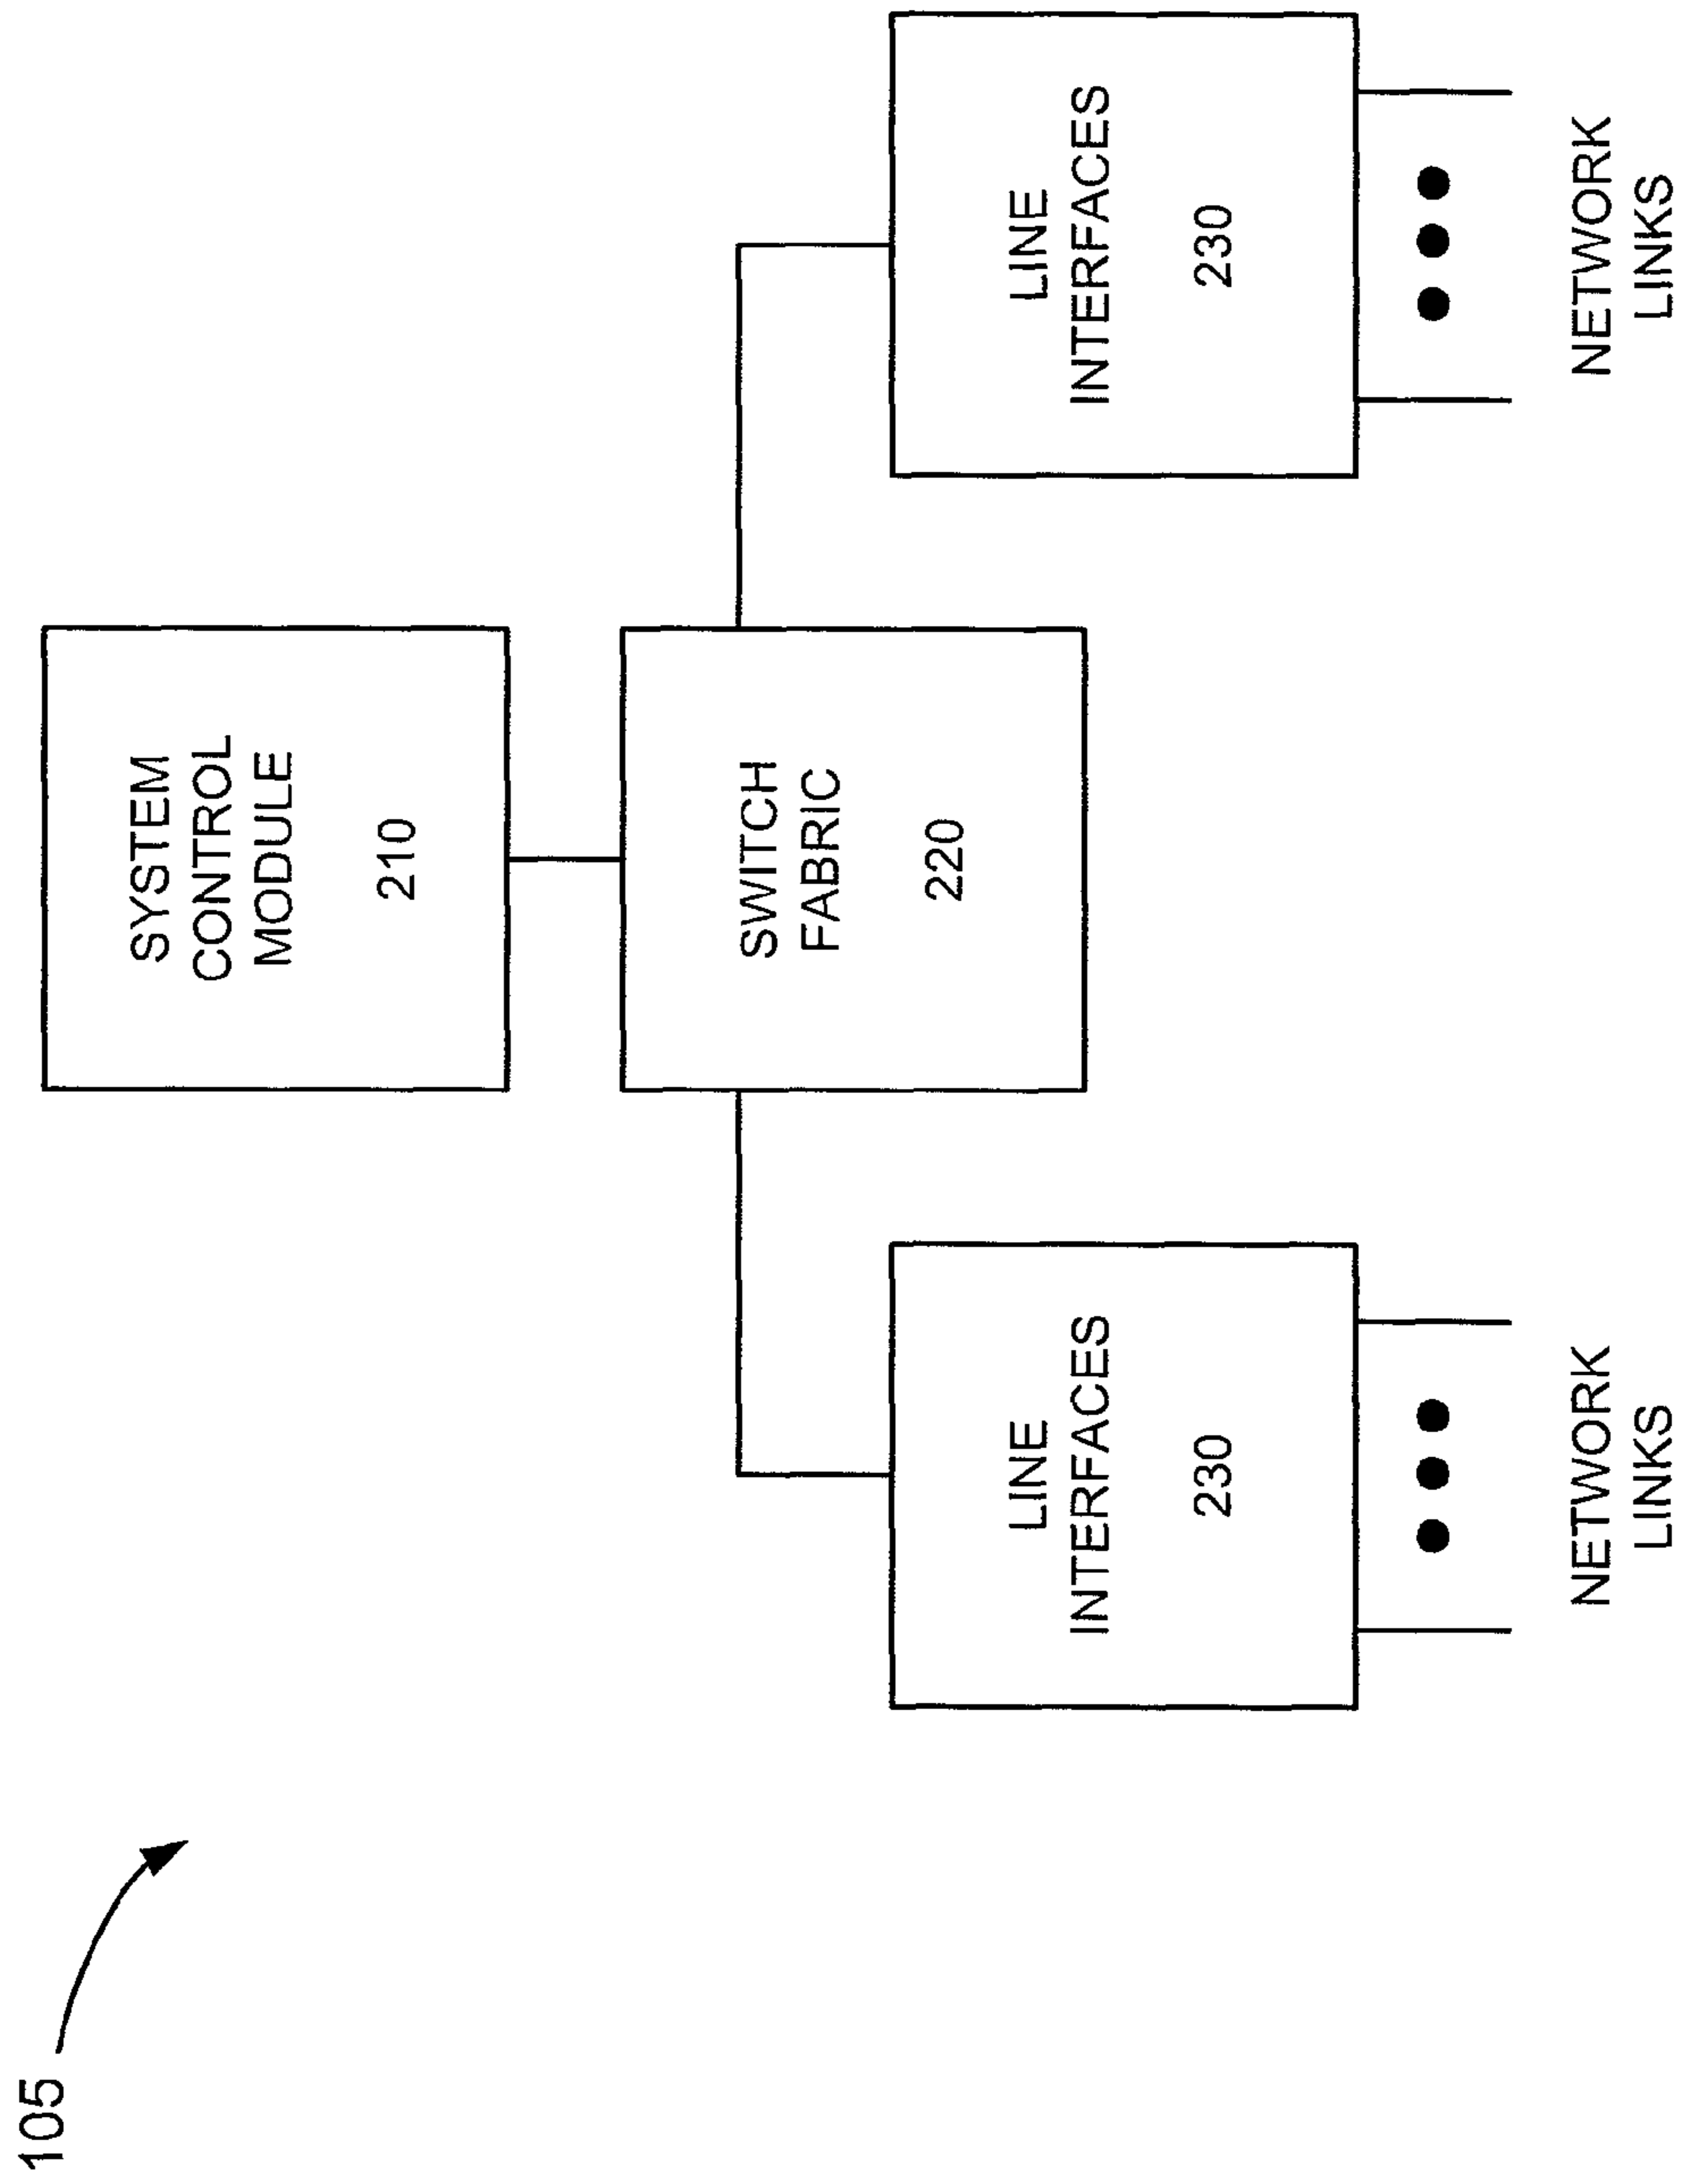 105
SYSTEM
CONTROL
MODULE
210
SWITCH
FABRIC
220
LINE
INTERFACES
230
NETWORK
LINKS
LINE
INTERFACES
230
NETWORK
LINKS